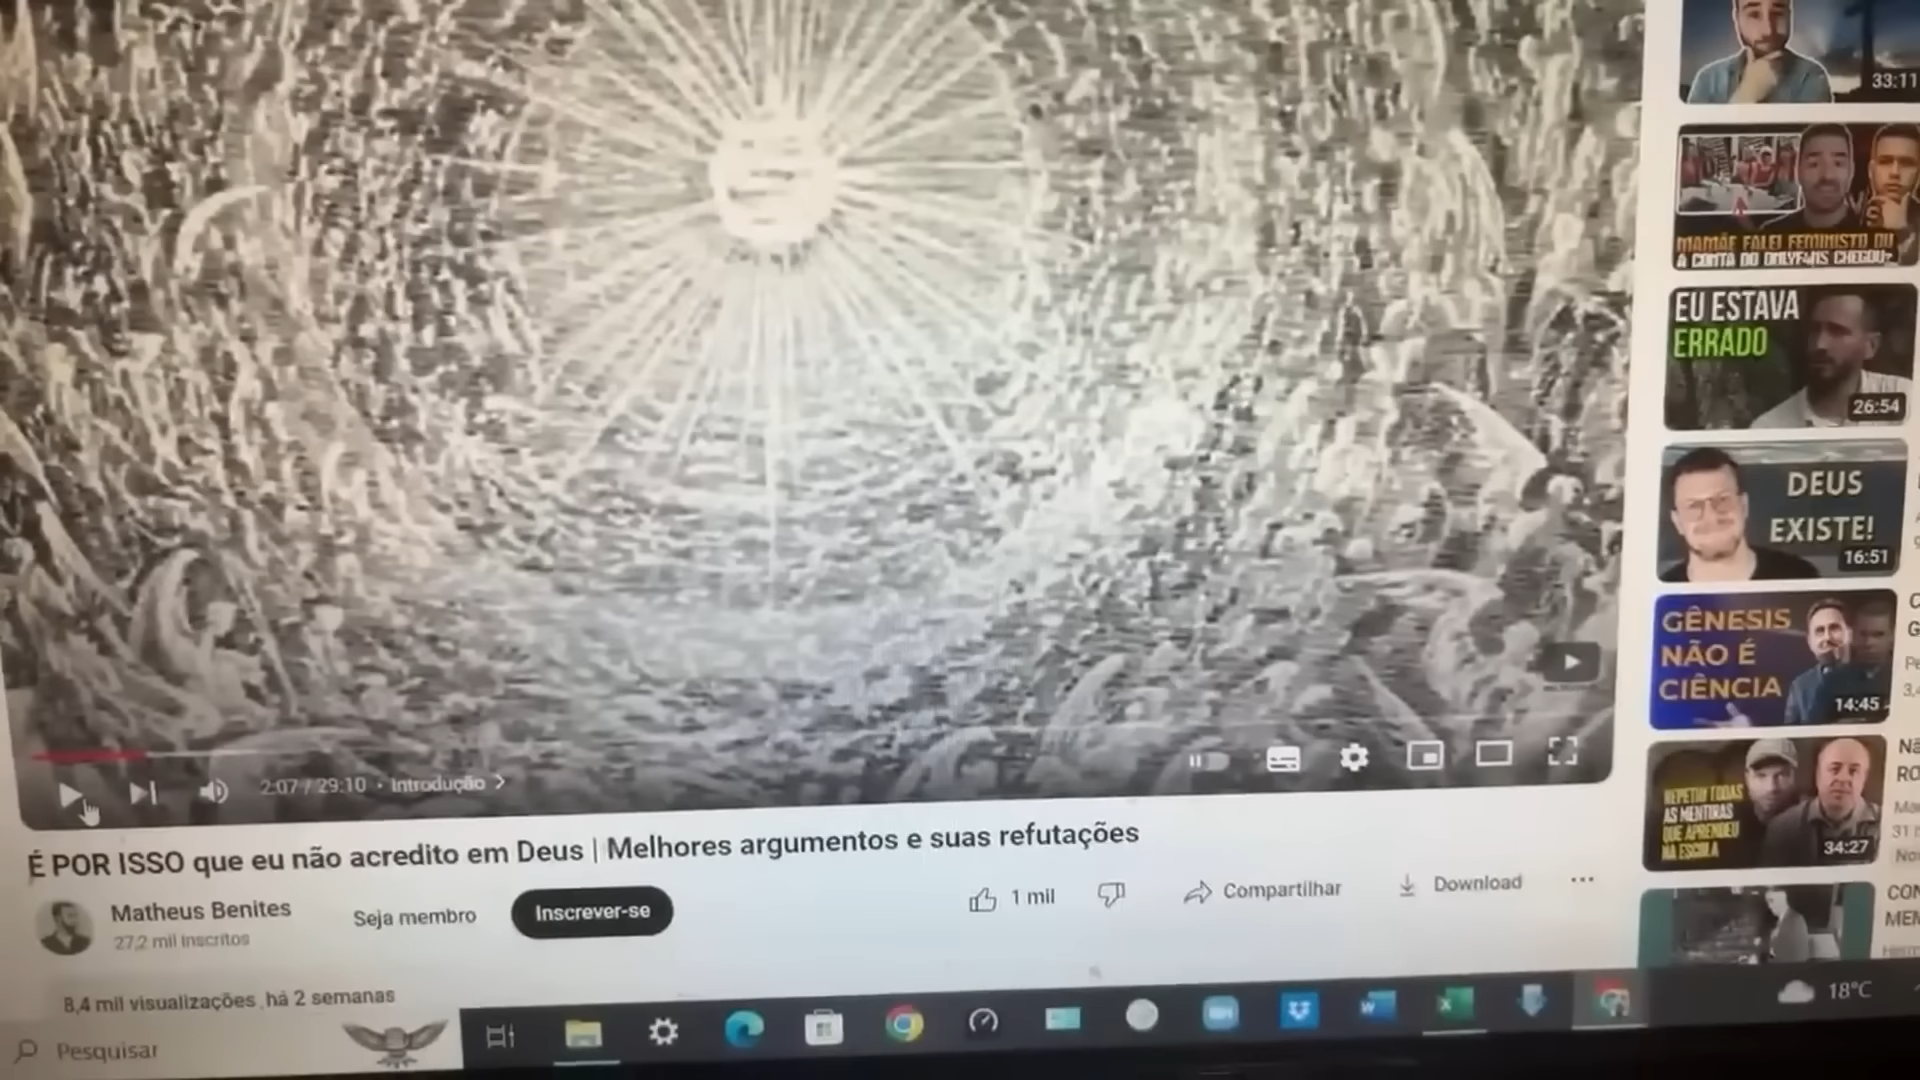 33:11
MAMÃE FALEI FEMINISTO OU
A CONTA DO ONLYFANS CHEGOU?
EU ESTAVA
ERRADO
26:54
DEUS
EXISTE!
16:51
GÊNESIS
NÃO É
CIÊNCIA
14:45
REPETIU TODAS
AS MENTIRAS
QUE APRENDEU
NA ESCOLA
34:27
2:07 / 29:10 • Introdução
É POR ISSO que eu não acredito em Deus | Melhores argumentos e suas refutações
Matheus Benites
27,2 mil inscritos
Seja membro
Inscrever-se
1 mil
Compartilhar
Download
8,4 mil visualizações há 2 semanas
Pesquisar
18°C